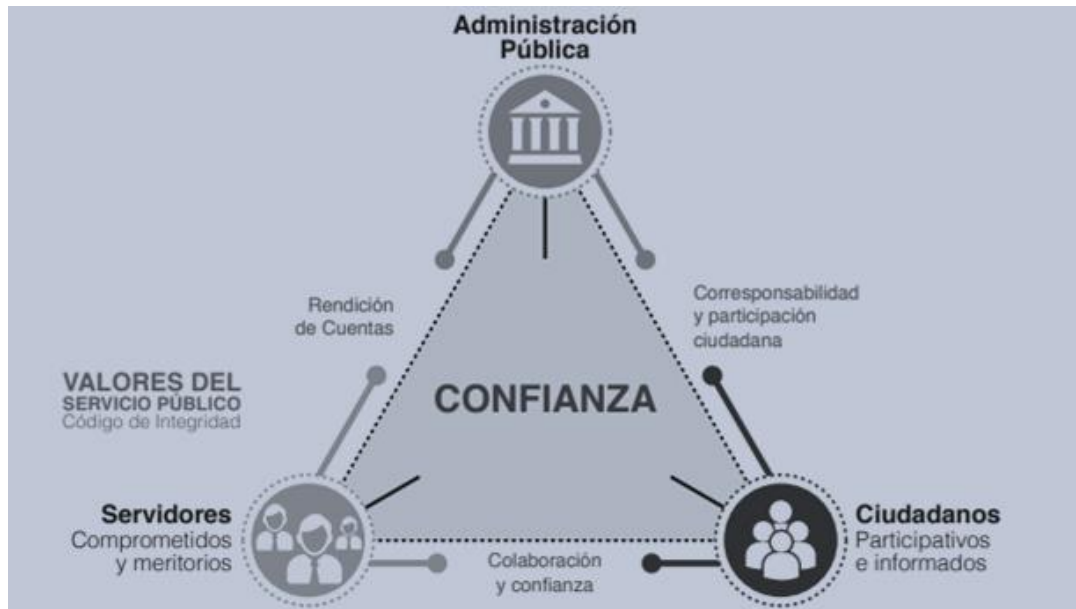 Administración
Pública
Rendición
de Cuentas
Corresponsabilidad
y participación
ciudadana
VALORES DEL
SERVICIO PÚBLICO
Código de Integridad
CONFIANZA
Servidores
Comprometidos
y meritorios
Colaboración
y confianza
Ciudadanos
Participativos
e informados